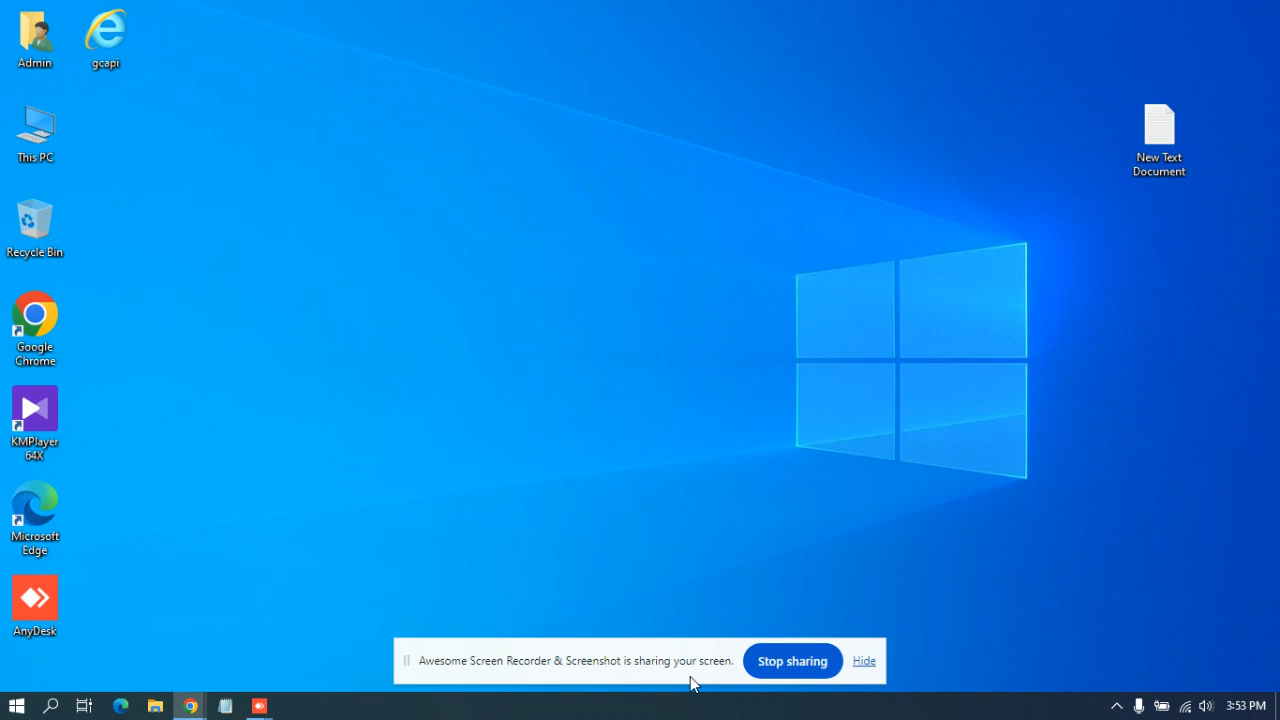 Admin
gcapi
This PC
New Text
Document
Recycle Bin
Google
Chrome
KMPlayer
64X
Microsoft
Edge
AnyDesk
Awesome Screen Recorder & Screenshot is sharing your screen.
Stop sharing
Hide
3:53 PM